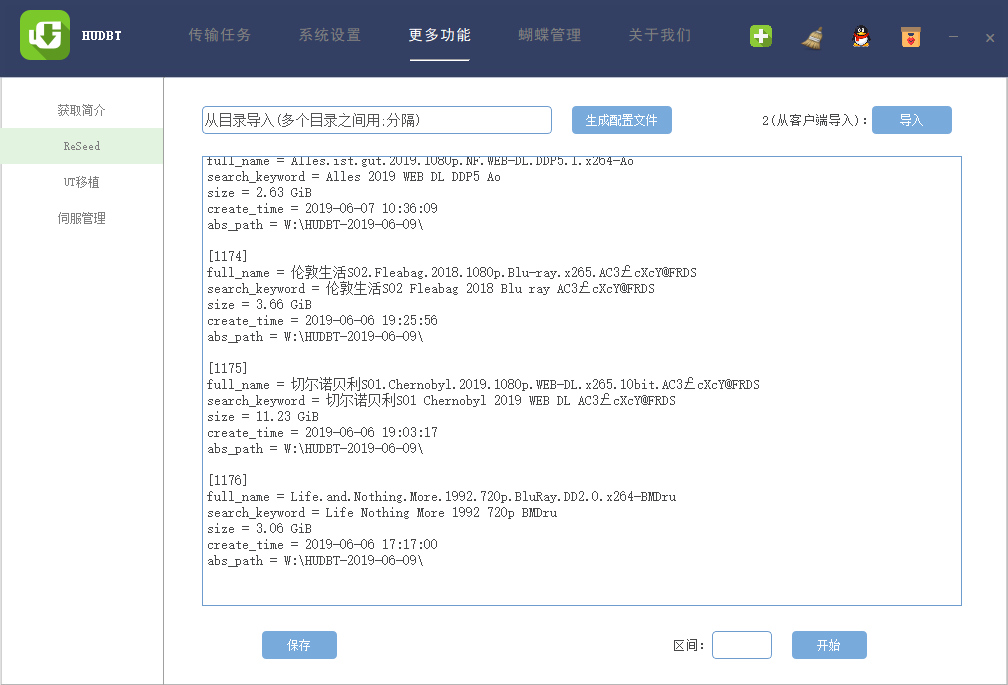 HUDBT
传输任务
系统设置
更多功能
蝴蝶管理
关于我们
获取简介
ReSeed
UT移植
伺服管理
从目录导入(多个目录之间用;分隔)
生成配置文件
2(从客户端导入):
导入
full_name = Alles.ist.gut.2019.1080p.NF.WEB-DL.DDP5.1.x264-Ao
search_keyword = Alles 2019 WEB DL DDP5 Ao
size = 2.63 GiB
create_time = 2019-06-07 10:36:09
abs_path = W:\HUDBT-2019-06-09\
[1174]
full_name = 伦敦生活S02.Fleabag.2018.1080p.Blu-ray.x265.AC3￡cXcY@FRDS
search_keyword = 伦敦生活S02 Fleabag 2018 Blu ray AC3￡cXcY@FRDS
size = 3.66 GiB
create_time = 2019-06-06 19:25:56
abs_path = W:\HUDBT-2019-06-09\
[1175]
full_name = 切尔诺贝利S01.Chernobyl.2019.1080p.WEB-DL.x265.10bit.AC3￡cXcY@FRDS
search_keyword = 切尔诺贝利S01 Chernobyl 2019 WEB DL AC3￡cXcY@FRDS
size = 11.23 GiB
create_time = 2019-06-06 19:03:17
abs_path = W:\HUDBT-2019-06-09\
[1176]
full_name = Life.and.Nothing.More.1992.720p.BluRay.DD2.0.x264-BMDru
search_keyword = Life Nothing More 1992 720p BMDru
size = 3.06 GiB
create_time = 2019-06-06 17:17:00
abs_path = W:\HUDBT-2019-06-09\
保存
区间:
开始